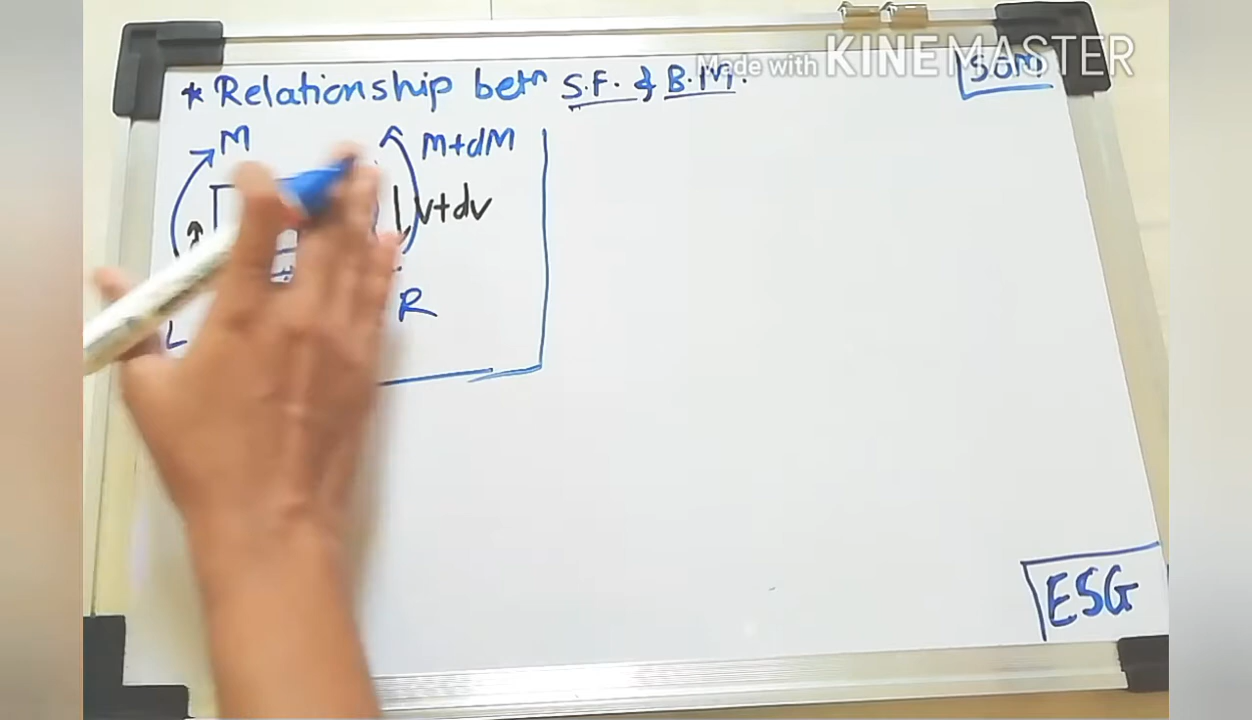 Made with KINEMASTER
* Relationship betn S.F. & B.M.
SOM
M
M+dM
V+dv
R
L
ESG